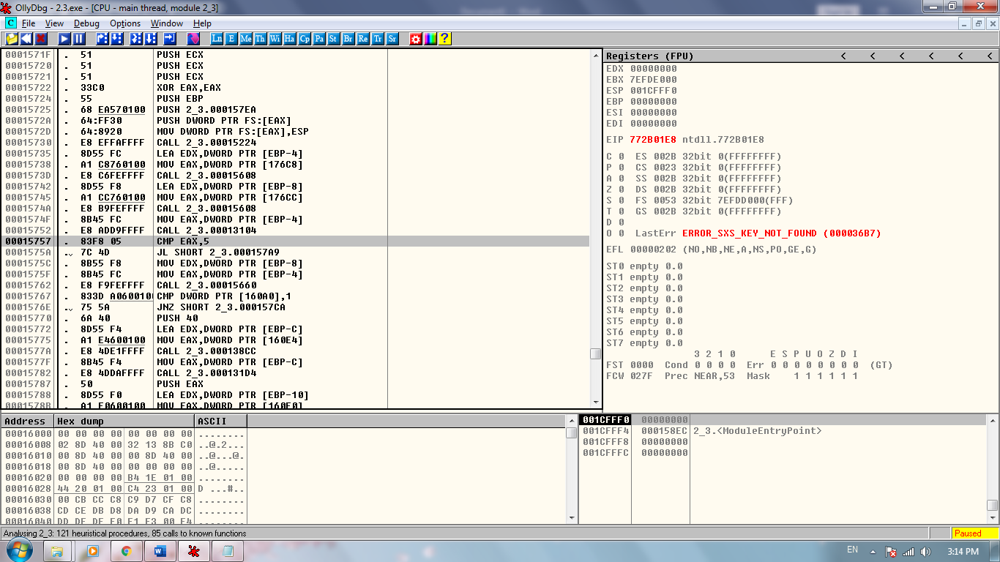 OllyDbg - 2.3.exe - [CPU - main thread, module 2_3]
C File View Debug Options Window Help
Ln E Me Th Wi Ha Cp Pa St Br Re Tr Sr ?
0001571F . 51 PUSH ECX
00015720 . 51 PUSH ECX
00015721 . 51 PUSH ECX
00015722 . 33C0 XOR EAX,EAX
00015724 . 55 PUSH EBP
00015725 . 68 EA570100 PUSH 2_3.000157EA
0001572A . 64:FF30 PUSH DWORD PTR FS:[EAX]
0001572D . 64:8920 MOV DWORD PTR FS:[EAX],ESP
00015730 . E8 EFFAFFFF CALL 2_3.00015224
00015735 . 8D55 FC LEA EDX,DWORD PTR [EBP-4]
00015738 . A1 C8760100 MOV EAX,DWORD PTR [176C8]
0001573D . E8 C6FEFFFF CALL 2_3.00015608
00015742 . 8D55 F8 LEA EDX,DWORD PTR [EBP-8]
00015745 . A1 CC760100 MOV EAX,DWORD PTR [176CC]
0001574A . E8 B9FEFFFF CALL 2_3.00015608
0001574F . 8B45 FC MOV EAX,DWORD PTR [EBP-4]
00015752 . E8 ADD9FFFF CALL 2_3.00013104
00015757 . 83F8 05 CMP EAX,5
0001575A . 7C 4D JL SHORT 2_3.000157A9
0001575C . 8B55 F8 MOV EDX,DWORD PTR [EBP-8]
0001575F . 8B45 FC MOV EAX,DWORD PTR [EBP-4]
00015762 . E8 F9FEFFFF CALL 2_3.00015660
00015767 . 833D A0600100 CMP DWORD PTR [160A0],1
0001576E . 75 5A JNZ SHORT 2_3.000157CA
00015770 . 6A 40 PUSH 40
00015772 . 8D55 F4 LEA EDX,DWORD PTR [EBP-C]
00015775 . A1 E4600100 MOV EAX,DWORD PTR [160E4]
0001577A . E8 4DE1FFFF CALL 2_3.000138CC
0001577F . 8B45 F4 MOV EAX,DWORD PTR [EBP-C]
00015782 . E8 4DDAFFFF CALL 2_3.000131D4
00015787 . 50 PUSH EAX
00015788 . 8D55 F0 LEA EDX,DWORD PTR [EBP-10]
0001578B . A1 E0600100 MOV EAX,DWORD PTR [160E0]
Registers (FPU) < < < < < <
EDX 00000000
EBX 7EFDE000
ESP 001CFFF0
EBP 00000000
ESI 00000000
EDI 00000000
EIP 772B01E8 ntdll.772B01E8
C 0 ES 002B 32bit 0(FFFFFFFF)
P 0 CS 0023 32bit 0(FFFFFFFF)
A 0 SS 002B 32bit 0(FFFFFFFF)
Z 0 DS 002B 32bit 0(FFFFFFFF)
S 0 FS 0053 32bit 7EFDD000(FFF)
T 0 GS 002B 32bit 0(FFFFFFFF)
D 0
O 0 LastErr ERROR_SXS_KEY_NOT_FOUND (000036B7)
EFL 00000202 (NO,NB,NE,A,NS,PO,GE,G)
ST0 empty 0.0
ST1 empty 0.0
ST2 empty 0.0
ST3 empty 0.0
ST4 empty 0.0
ST5 empty 0.0
ST6 empty 0.0
ST7 empty 0.0
3 2 1 0 E S P U O Z D I
FST 0000 Cond 0 0 0 0 Err 0 0 0 0 0 0 0 0 (GT)
FCW 027F Prec NEAR,53 Mask 1 1 1 1 1 1
Address Hex dump ASCII
00016000 00 00 00 00 00 00 00 00 ........
00016008 02 8D 40 00 32 13 8B C0 ..@.2...
00016010 00 8D 40 00 00 8D 40 00 ..@...@.
00016018 00 8D 40 00 00 00 00 00 ..@.....
00016020 00 00 00 00 B4 1E 01 00 ........
00016028 44 20 01 00 C4 23 01 00 D ...#..
00016030 00 CB CC C8 C9 D7 CF C8 ........
00016038 CD CE DB D8 DA D9 CA DC ........
00016040 DD DE DF E0 E1 E3 00 E4 ........
001CFFF0 00000000
001CFFF4 000158EC 2_3.<ModuleEntryPoint>
001CFFF8 00000000
001CFFFC 00000000
Analysing 2_3: 121 heuristical procedures, 85 calls to known functions Paused
EN 3:14 PM